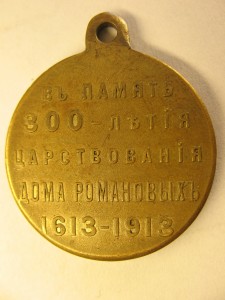 ВЪ ПАМЯТЬ
300-ЛѢТІЯ
ЦАРСТВОВАНІЯ
ДОМА РОМАНОВЫХЪ
1613-1913